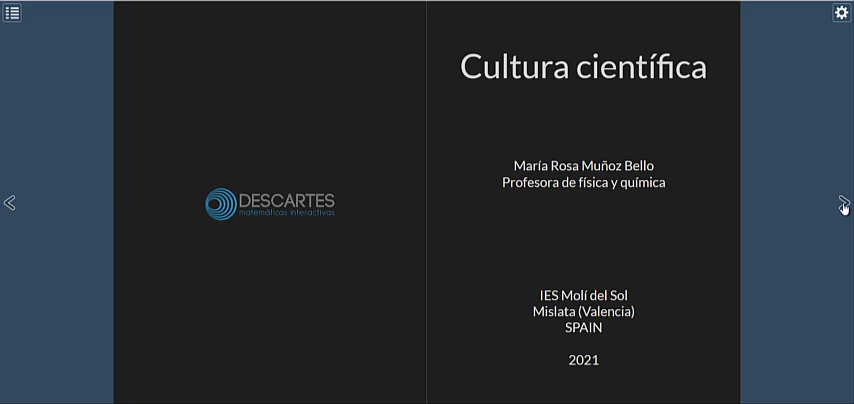 DESCARTES
matemáticas interactivas
Cultura científica
María Rosa Muñoz Bello
Profesora de física y química
IES Molí del Sol
Mislata (Valencia)
SPAIN
2021